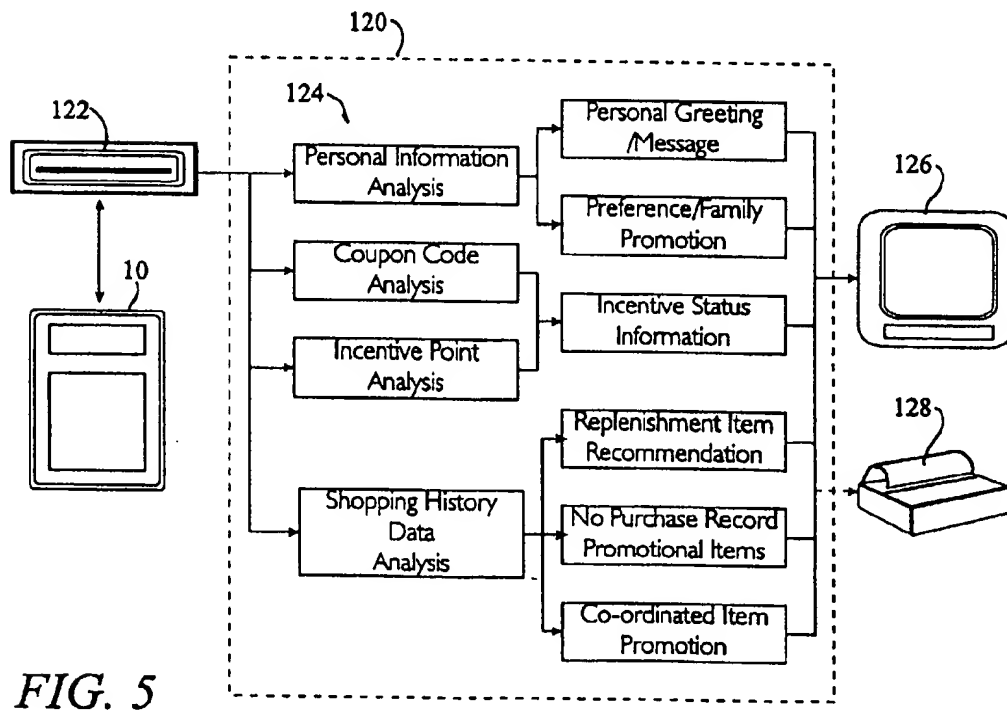 120
122
124
Personal Information
Analysis
Personal Greeting
/Message
126
Preference/Family
Promotion
10
Coupon Code
Analysis
Incentive Status
Information
Incentive Point
Analysis
128
Replenishment Item
Recommendation
Shopping History
Data
Analysis
No Purchase Record
Promotional Items
Co-ordinated Item
Promotion
FIG. 5